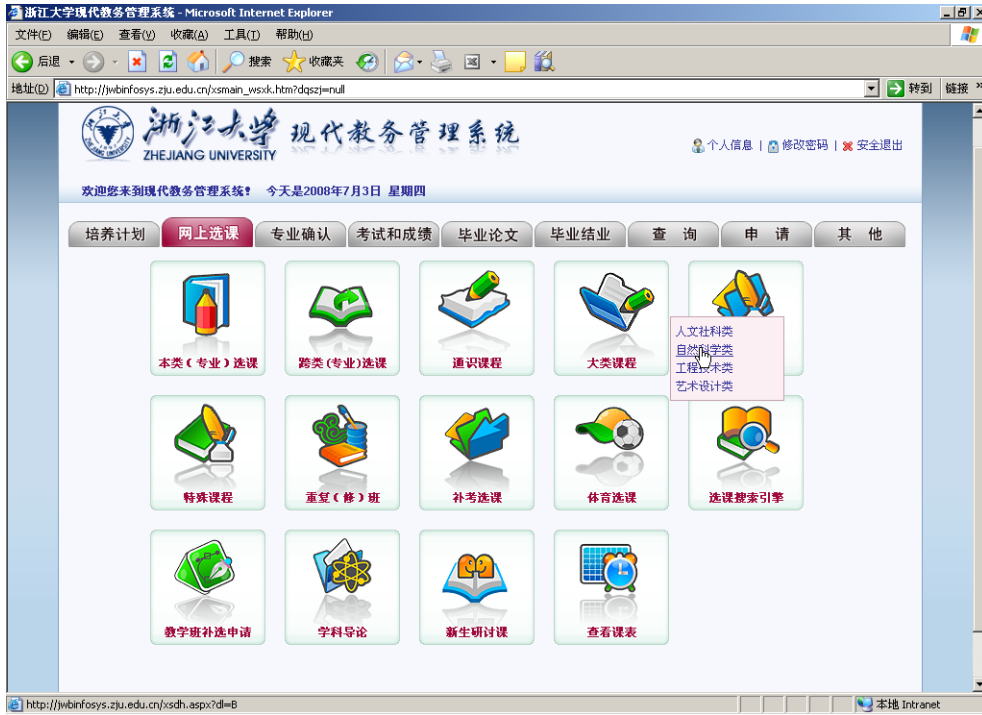 浙江大学现代教务管理系统 - Microsoft Internet Explorer
文件(F) 编辑(E) 查看(V) 收藏(A) 工具(T) 帮助(H)
后退 搜索 收藏夹
地址(D) http://jwbinfosys.zju.edu.cn/xsmain_wsxk.htm?dqszj=null 转到 链接 »
浙江大学 现代教务管理系统
ZHEJIANG UNIVERSITY
个人信息 | 修改密码 | 安全退出
欢迎您来到现代教务管理系统! 今天是2008年7月3日 星期四
培养计划 网上选课 专业确认 考试和成绩 毕业论文 毕业结业 查 询 申 请 其 他
人文社科类
自然科学类
工程技术类
艺术设计类
本类(专业)选课 跨类(专业)选课 通识课程 大类课程
特殊课程 重复(修)班 补考选课 体育选课 选课搜索引擎
教学班补选申请 学科导论 新生研讨课 查看课表
http://jwbinfosys.zju.edu.cn/xsdh.aspx?dl=B 本地 Intranet